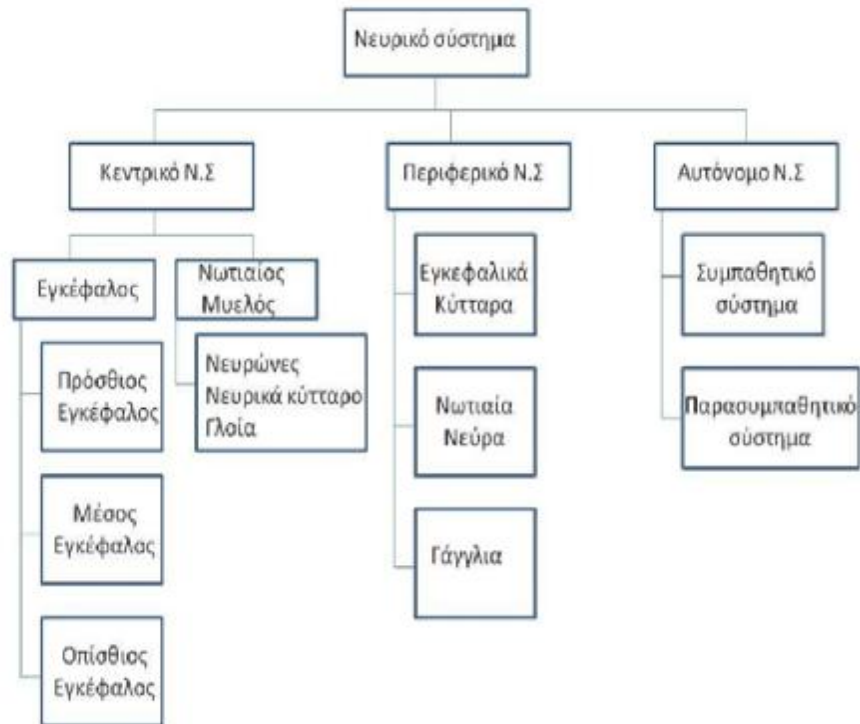 Νευρικό σύστημα
Κεντρικό Ν.Σ
Περιφερικό Ν.Σ
Αυτόνομο Ν.Σ
Εγκέφαλος
Νωτιαίος
Μυελός
Πρόσθιος
Εγκέφαλος
Μέσος
Εγκέφαλος
Οπίσθιος
Εγκέφαλος
Νευρώνες
Νευρικά κύτταρο
Γλοία
Εγκεφαλικά
Κύτταρα
Νωτιαία
Νεύρα
Γάγγλια
Συμπαθητικό
σύστημα
Παρασυμπαθητικό
σύστημα